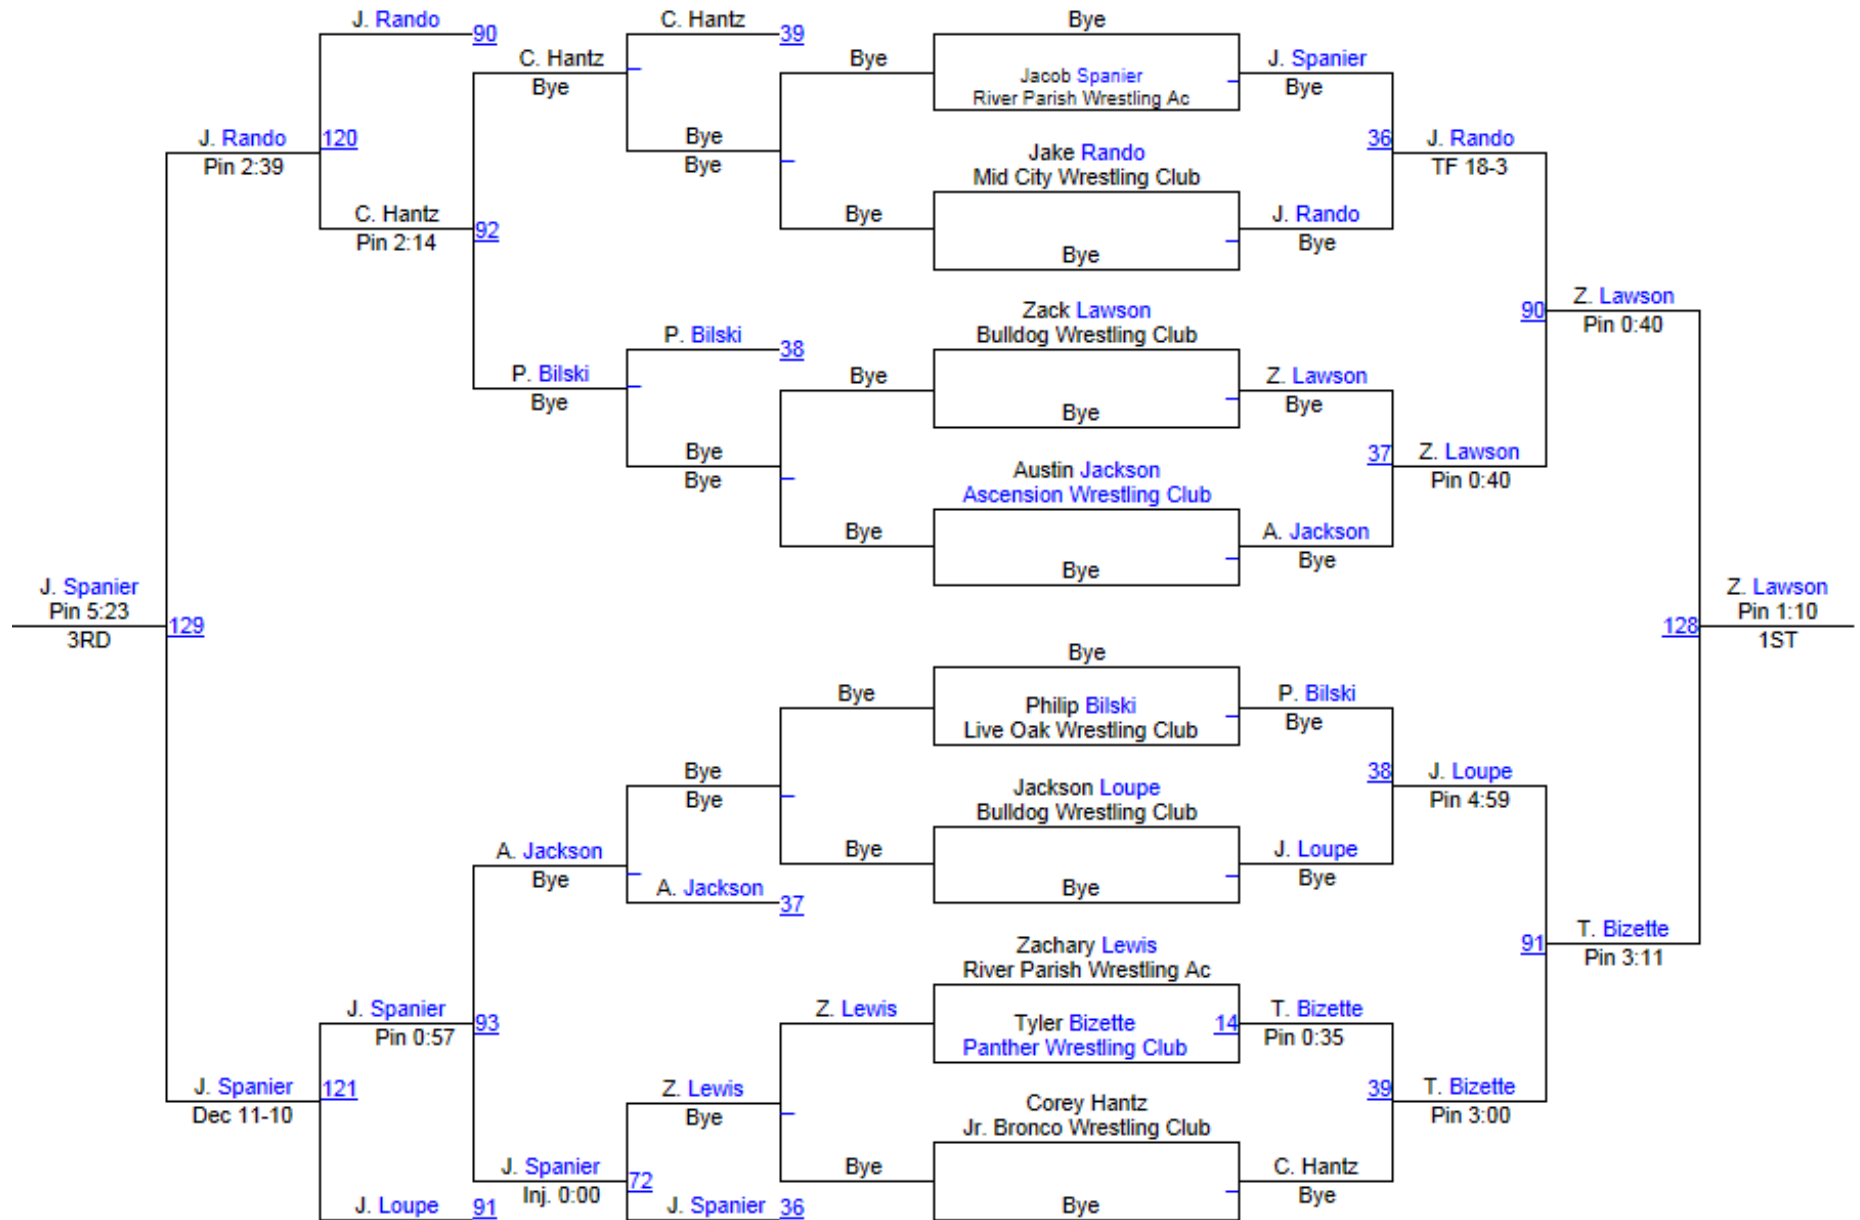 J. Rando
90
C. Hantz
39
Bye
C. Hantz
Bye
Bye
Jacob Spanier
River Parish Wrestling Ac
J. Spanier
Bye
J. Rando
Pin 2:39
120
Bye
Bye
Jake Rando
Mid City Wrestling Club
36
J. Rando
TF 18-3
C. Hantz
Pin 2:14
92
Bye
Bye
J. Rando
Bye
Zack Lawson
Bulldog Wrestling Club
90
Z. Lawson
Pin 0:40
P. Bilski
38
P. Bilski
Bye
Bye
Bye
Z. Lawson
Bye
Bye
Bye
Austin Jackson
Ascension Wrestling Club
37
Z. Lawson
Pin 0:40
Bye
Bye
A. Jackson
Bye
J. Spanier
Pin 5:23
3RD
129
128
Z. Lawson
Pin 1:10
1ST
Bye
Bye
Philip Bilski
Live Oak Wrestling Club
P. Bilski
Bye
Bye
Bye
Jackson Loupe
Bulldog Wrestling Club
38
J. Loupe
Pin 4:59
A. Jackson
Bye
Bye
Bye
J. Loupe
Bye
A. Jackson
37
Zachary Lewis
River Parish Wrestling Ac
91
T. Bizette
Pin 3:11
J. Spanier
Pin 0:57
93
Z. Lewis
Tyler Bizette
Panther Wrestling Club
14
T. Bizette
Pin 0:35
J. Spanier
Dec 11-10
121
Z. Lewis
Bye
Corey Hantz
Jr. Bronco Wrestling Club
39
T. Bizette
Pin 3:00
J. Spanier
Inj. 0:00
72
Bye
Bye
C. Hantz
Bye
J. Loupe
91
J. Spanier
36